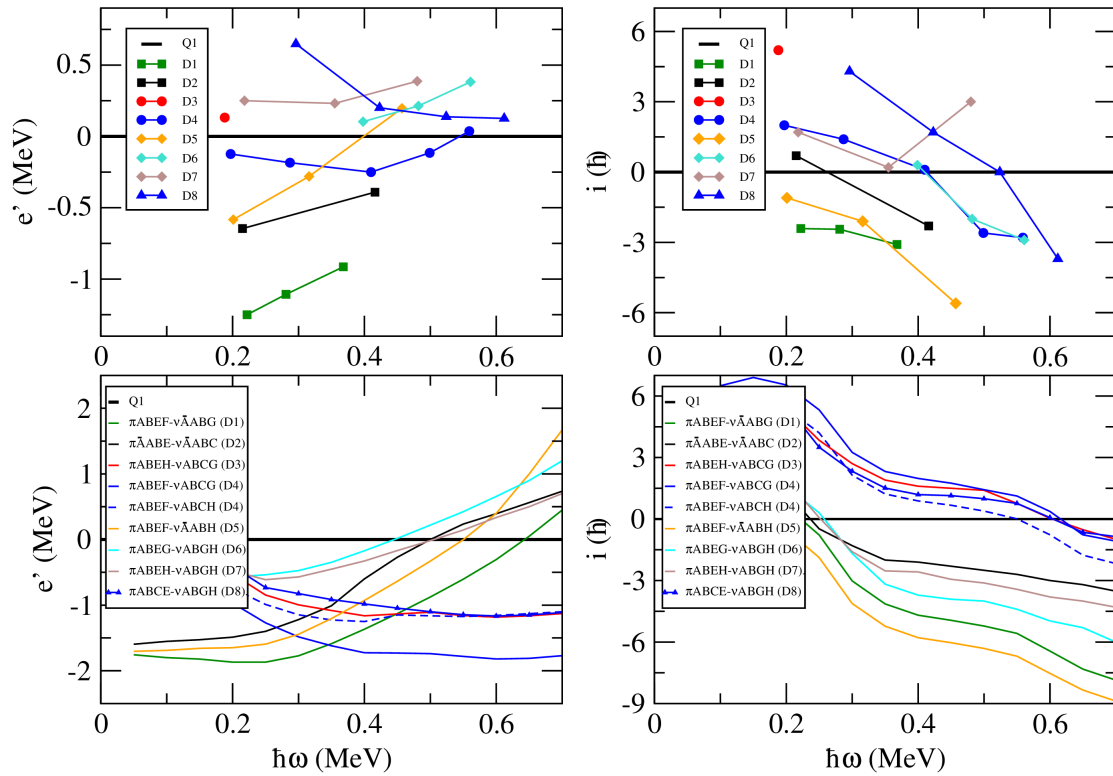 0.5
0
-0.5
-1
e' (MeV)
Q1
D1
D2
D3
D4
D5
D6
D7
D8
0.2
0.4
0.6
6
3
0
-3
-6
i (ħ)
Q1
D1
D2
D3
D4
D5
D6
D7
D8
0
0.2
0.4
0.6
2
1
0
-1
-2
e' (MeV)
Q1
πABEF-νĀABG (D1)
πĀABE-νĀABC (D2)
πABEH-νABCG (D3)
πABEF-νABCG (D4)
πABEF-νABCH (D4)
πABEF-νĀABH (D5)
πABEG-νABGH (D6)
πABEH-νABGH (D7)
πABCE-νABGH (D8)
0
0.2
0.4
0.6
ħω (MeV)
6
3
0
-3
-6
-9
i (ħ)
Q1
πABEF-νĀABG (D1)
πĀABE-νĀABC (D2)
πABEH-νABCG (D3)
πABEF-νABCG (D4)
πABEF-νABCH (D4)
πABEF-νĀABH (D5)
πABEG-νABGH (D6)
πABEH-νABGH (D7)
πABCE-νABGH (D8)
0
0.2
0.4
0.6
ħω (MeV)